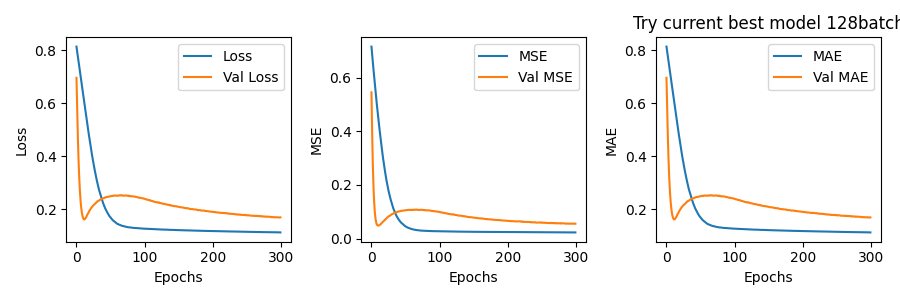 Try current best model 128batch
Loss
Val Loss
MSE
Val MSE
MAE
Val MAE
0.8
0.6
0.4
0.2
Loss
0.6
0.4
0.2
0.0
MSE
0.8
0.6
0.4
0.2
MAE
0 100 200 300
0 100 200 300
0 100 200 300
Epochs
Epochs
Epochs